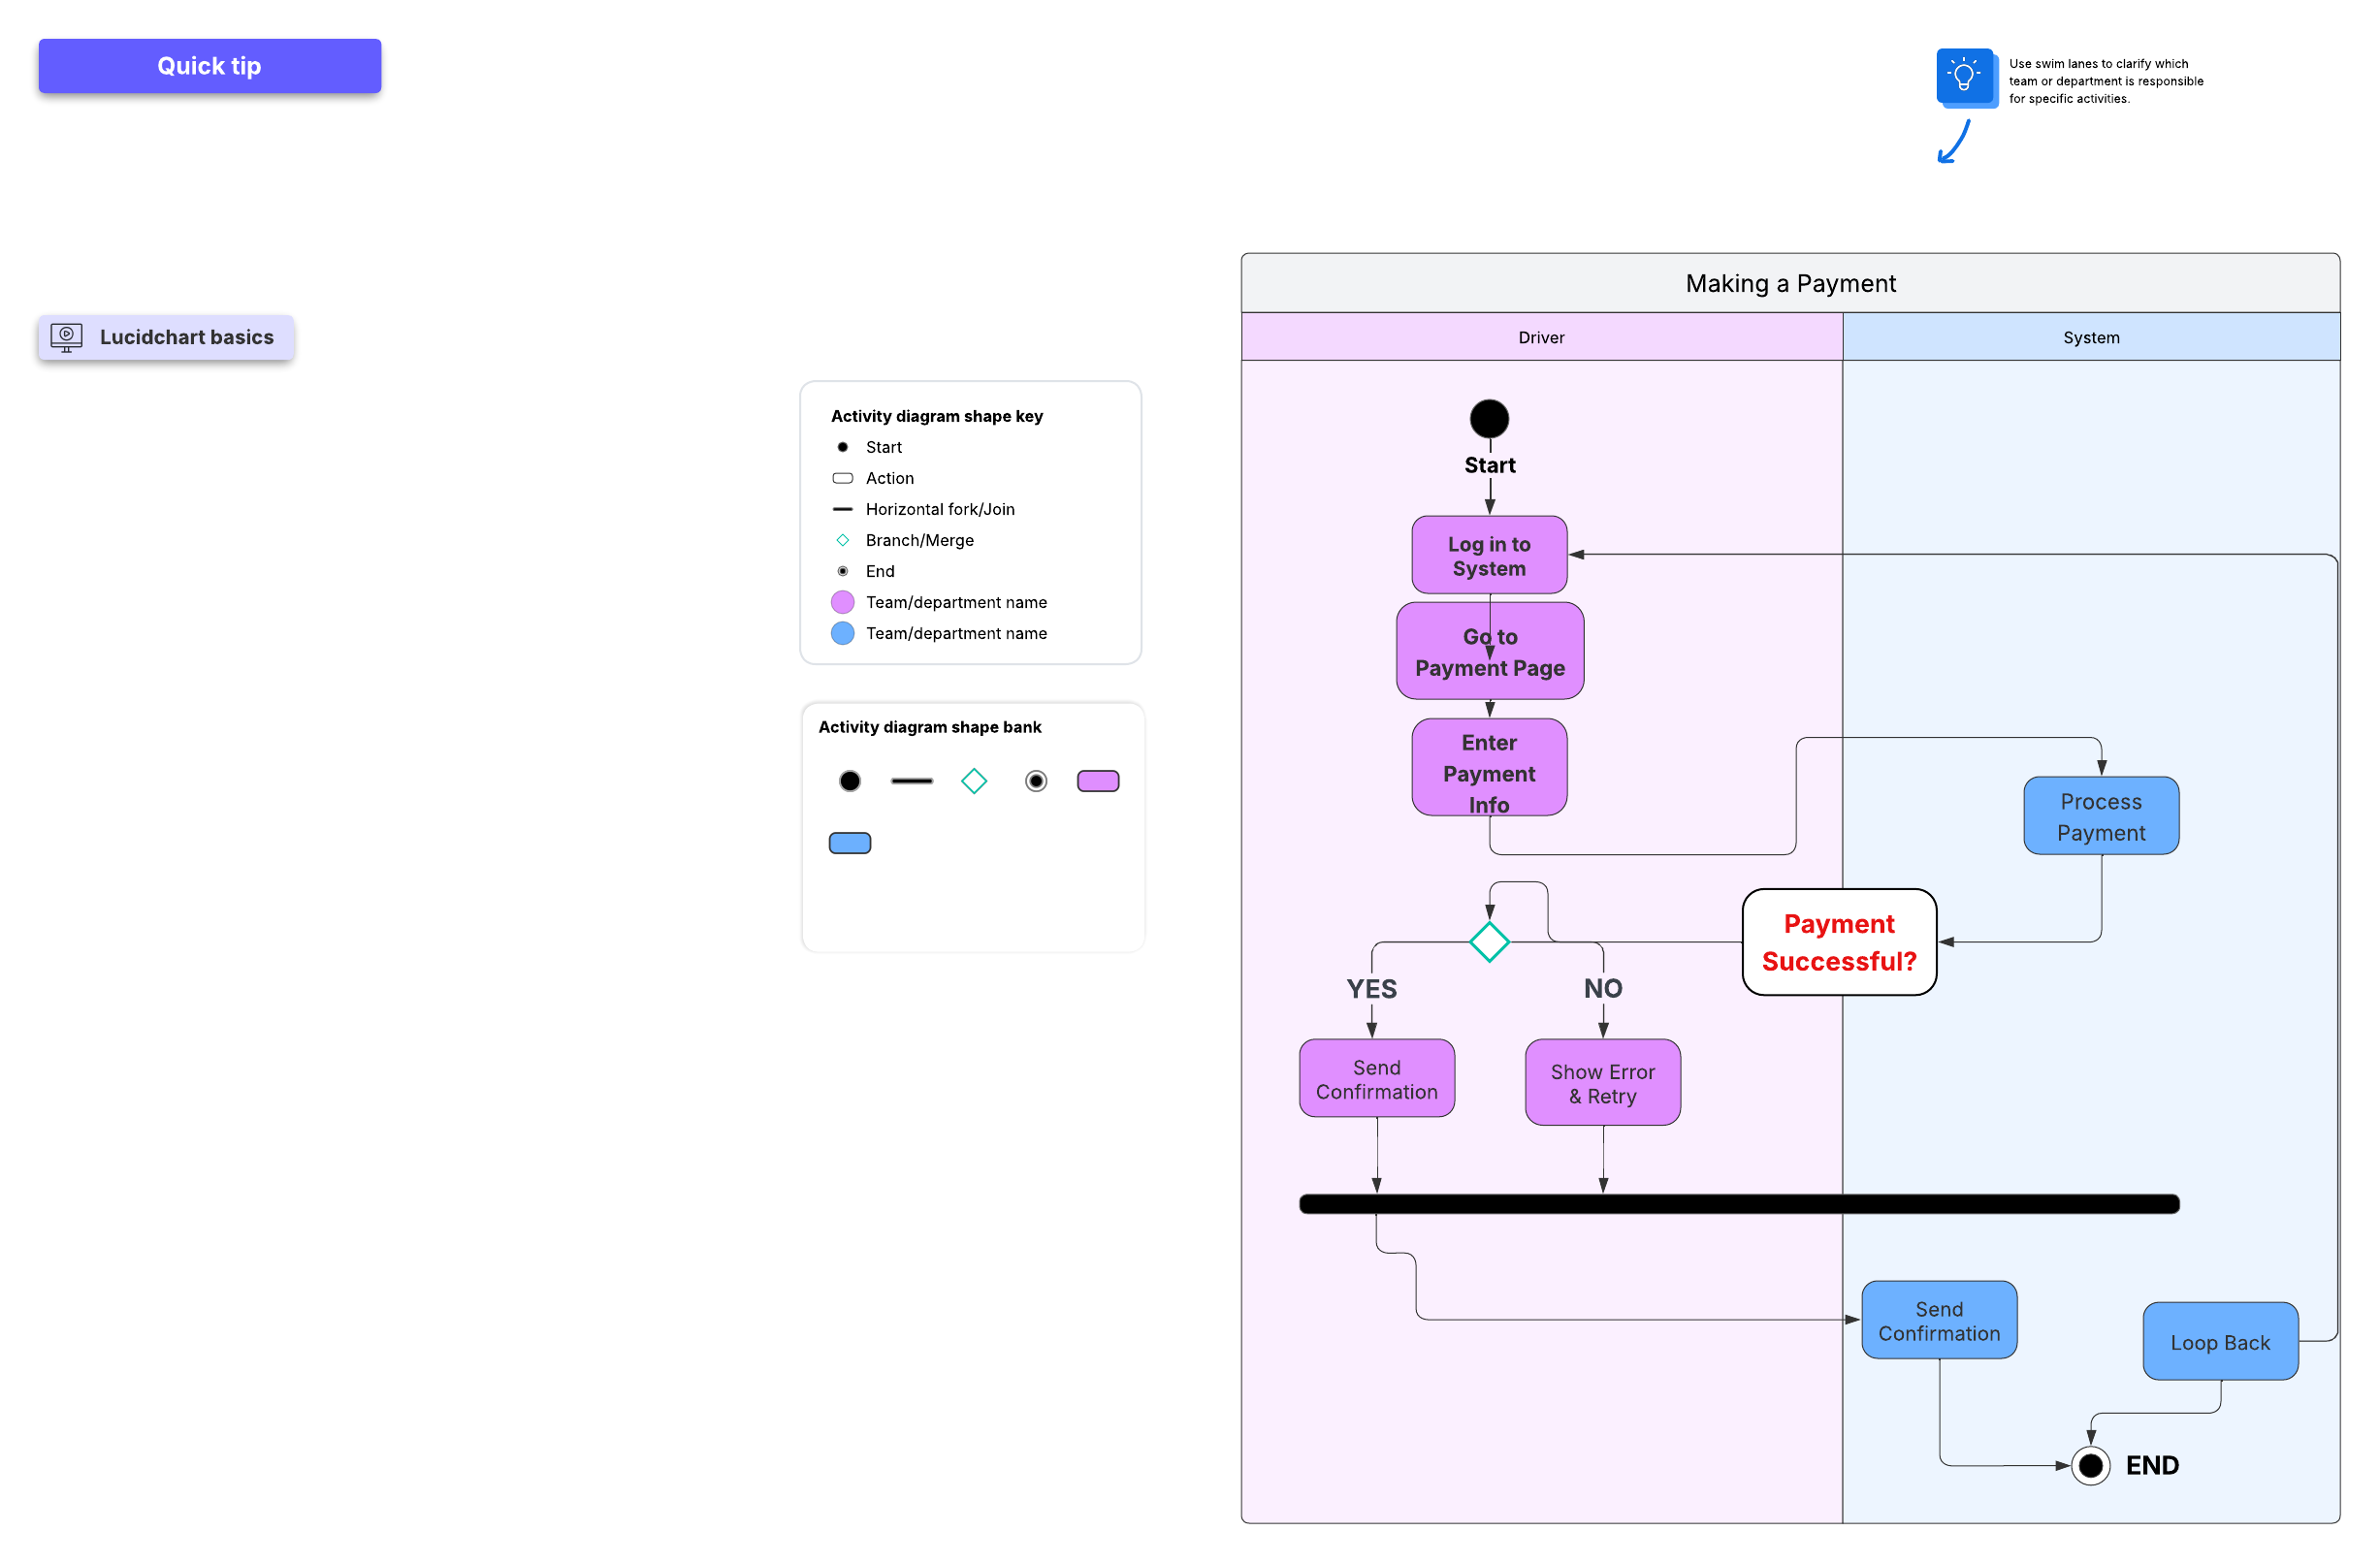 Quick tip
Use swim lanes to clarify which
team or department is responsible
for specific activities.
Lucidchart basics
Activity diagram shape key
Start
Action
Horizontal fork/Join
Branch/Merge
End
Team/department name
Team/department name
Activity diagram shape bank
Making a Payment
Driver
System
Start
Log in to
System
Go to
Payment Page
Enter
Payment
Info
Process
Payment
Payment
Successful?
YES
NO
Send
Confirmation
Show Error
& Retry
Send
Confirmation
Loop Back
END